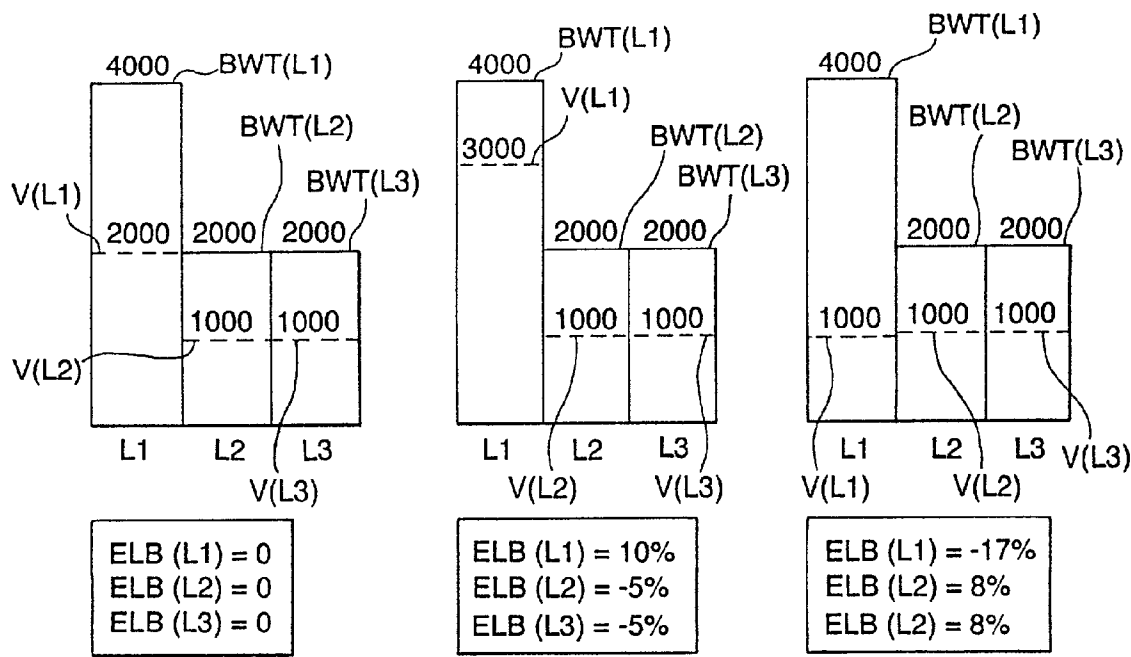 BWT(L1)
4000
BWT(L2)
BWT(L3)
V(L1)
2000 2000 2000
1000 1000
V(L2)
L1 L2 L3
V(L3)
ELB (L1) = 0
ELB (L2) = 0
ELB (L3) = 0
BWT(L1)
4000
V(L1)
3000
BWT(L2)
BWT(L3)
2000 2000
1000 1000
L1 L2 L3
V(L2) V(L3)
ELB (L1) = 10%
ELB (L2) = -5%
ELB (L3) = -5%
BWT(L1)
4000
BWT(L2)
BWT(L3)
2000 2000
1000 1000 1000
L1 L2 L3
V(L3)
V(L1) V(L2)
ELB (L1) = -17%
ELB (L2) = 8%
ELB (L2) = 8%